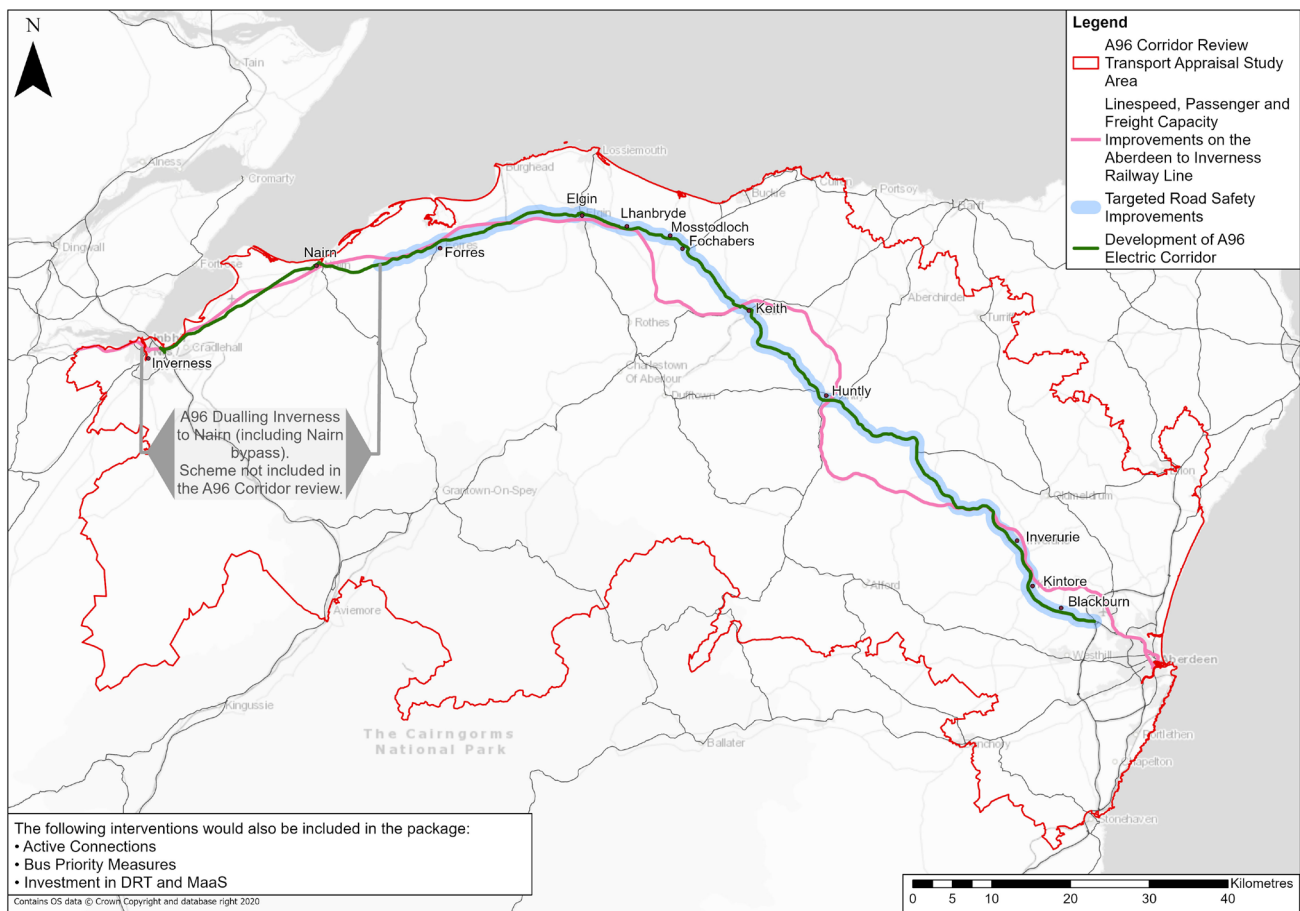 N
Legend
A96 Corridor Review
Transport Appraisal Study
Area
Linespeed, Passenger and
Freight Capacity
Improvements on the
Aberdeen to Inverness
Railway Line
Targeted Road Safety
Improvements
Development of A96
Electric Corridor
Tain
Alness
Cromarty
Dingwall
Fortrose
Lossiemouth
Burghead
Buckie
Cullen
Portsoy
Banff
Elgin
Lhanbryde
Mosstodloch
Fochabers
Nairn
Forres
Aberchirder
Turriff
Keith
Rothes
Cradlehall
Inverness
Charlestown
Of Aberlour
Dufftown
Huntly
A96 Dualling Inverness
to Nairn (including Nairn
bypass).
Scheme not included in
the A96 Corridor review.
Grantown-On-Spey
Ellon
Oldmeldrum
Inverurie
Alford
Kintore
Blackburn
Aviemore
Westhill
Aberdeen
Kingussie
The Cairngorms
National Park
Ballater
Banchory
Portlethen
Chapelton
Stonehaven
The following interventions would also be included in the package:
• Active Connections
• Bus Priority Measures
• Investment in DRT and MaaS
Contains OS data © Crown Copyright and database right 2020
Kilometres
0 5 10 20 30 40